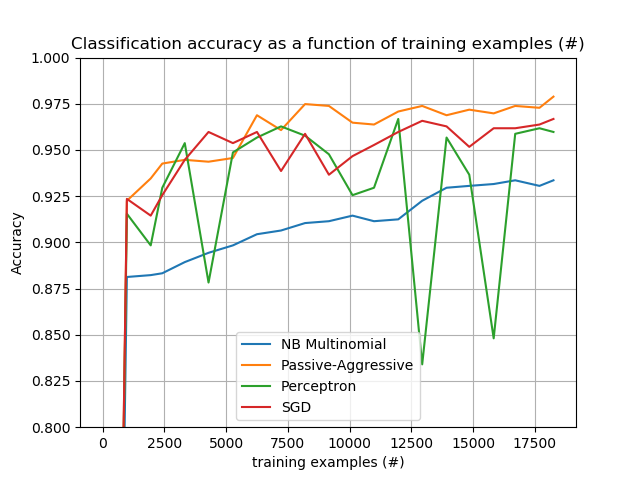 Classification accuracy as a function of training examples (#)
1.000
0.975
0.950
0.925
0.900
0.875
0.850
0.825
0.800
Accuracy
NB Multinomial
Passive-Aggressive
Perceptron
SGD
0 2500 5000 7500 10000 12500 15000 17500
training examples (#)